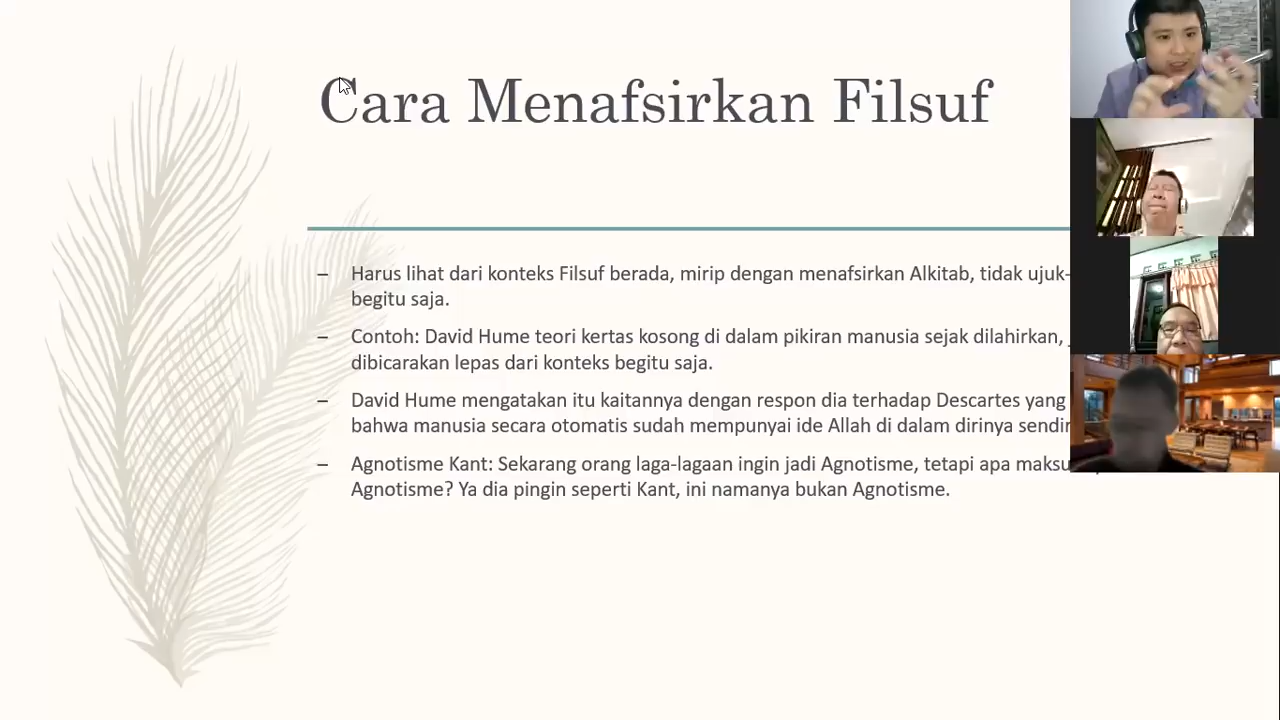 Cara Menafsirkan Filsuf
– Harus lihat dari konteks Filsuf berada, mirip dengan menafsirkan Alkitab, tidak ujuk-
begitu saja.
– Contoh: David Hume teori kertas kosong di dalam pikiran manusia sejak dilahirkan,
dibicarakan lepas dari konteks begitu saja.
– David Hume mengatakan itu kaitannya dengan respon dia terhadap Descartes yang
bahwa manusia secara otomatis sudah mempunyai ide Allah di dalam dirinya
– Agnotisme Kant: Sekarang orang laga-lagaan ingin jadi Agnotisme, tetapi apa
Agnotisme? Ya dia pingin seperti Kant, ini namanya bukan Agnotisme.